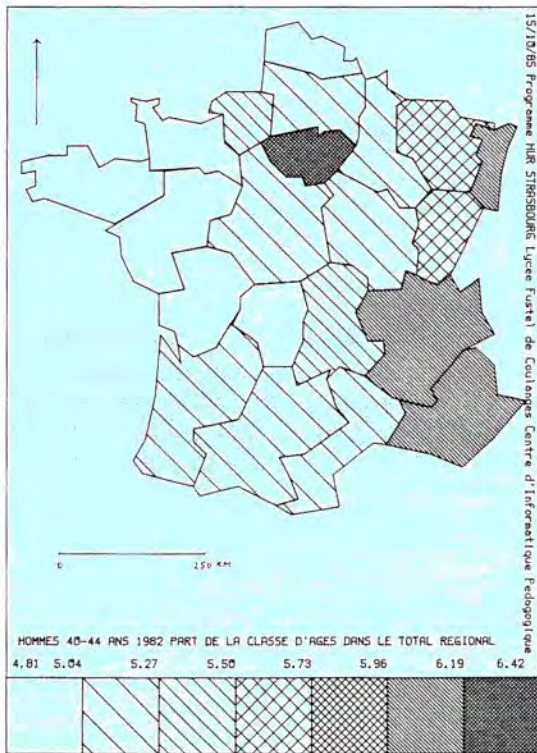 15/10/85 Programme MUR STRASBOURG Lycee Fustel de Coulanges Centre d'Informatique Pedagogique
0 150 KM
HOMMES 40-44 ANS 1982 PART DE LA CLASSE D'AGES DANS LE TOTAL REGIONAL
4.81 5.04 5.27 5.50 5.73 5.96 6.19 6.42